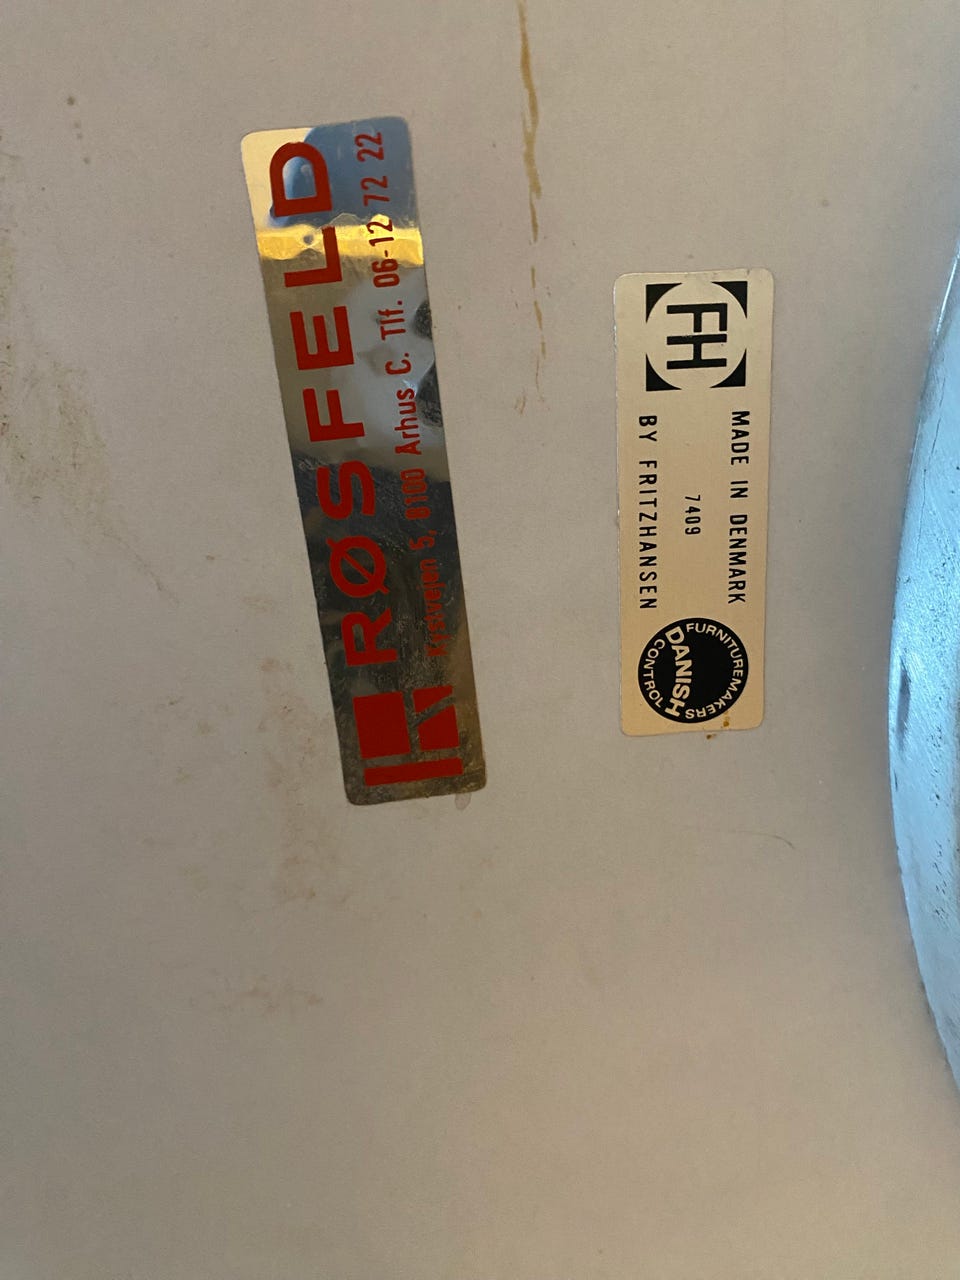 RØSFELD
Kystvejen 5, 8100 Arhus C. Tlf. 06-12 72 22
FH
MADE IN DENMARK
7409
BY FRITZHANSEN
FURNITUREMAKERS
DANISH
CONTROL